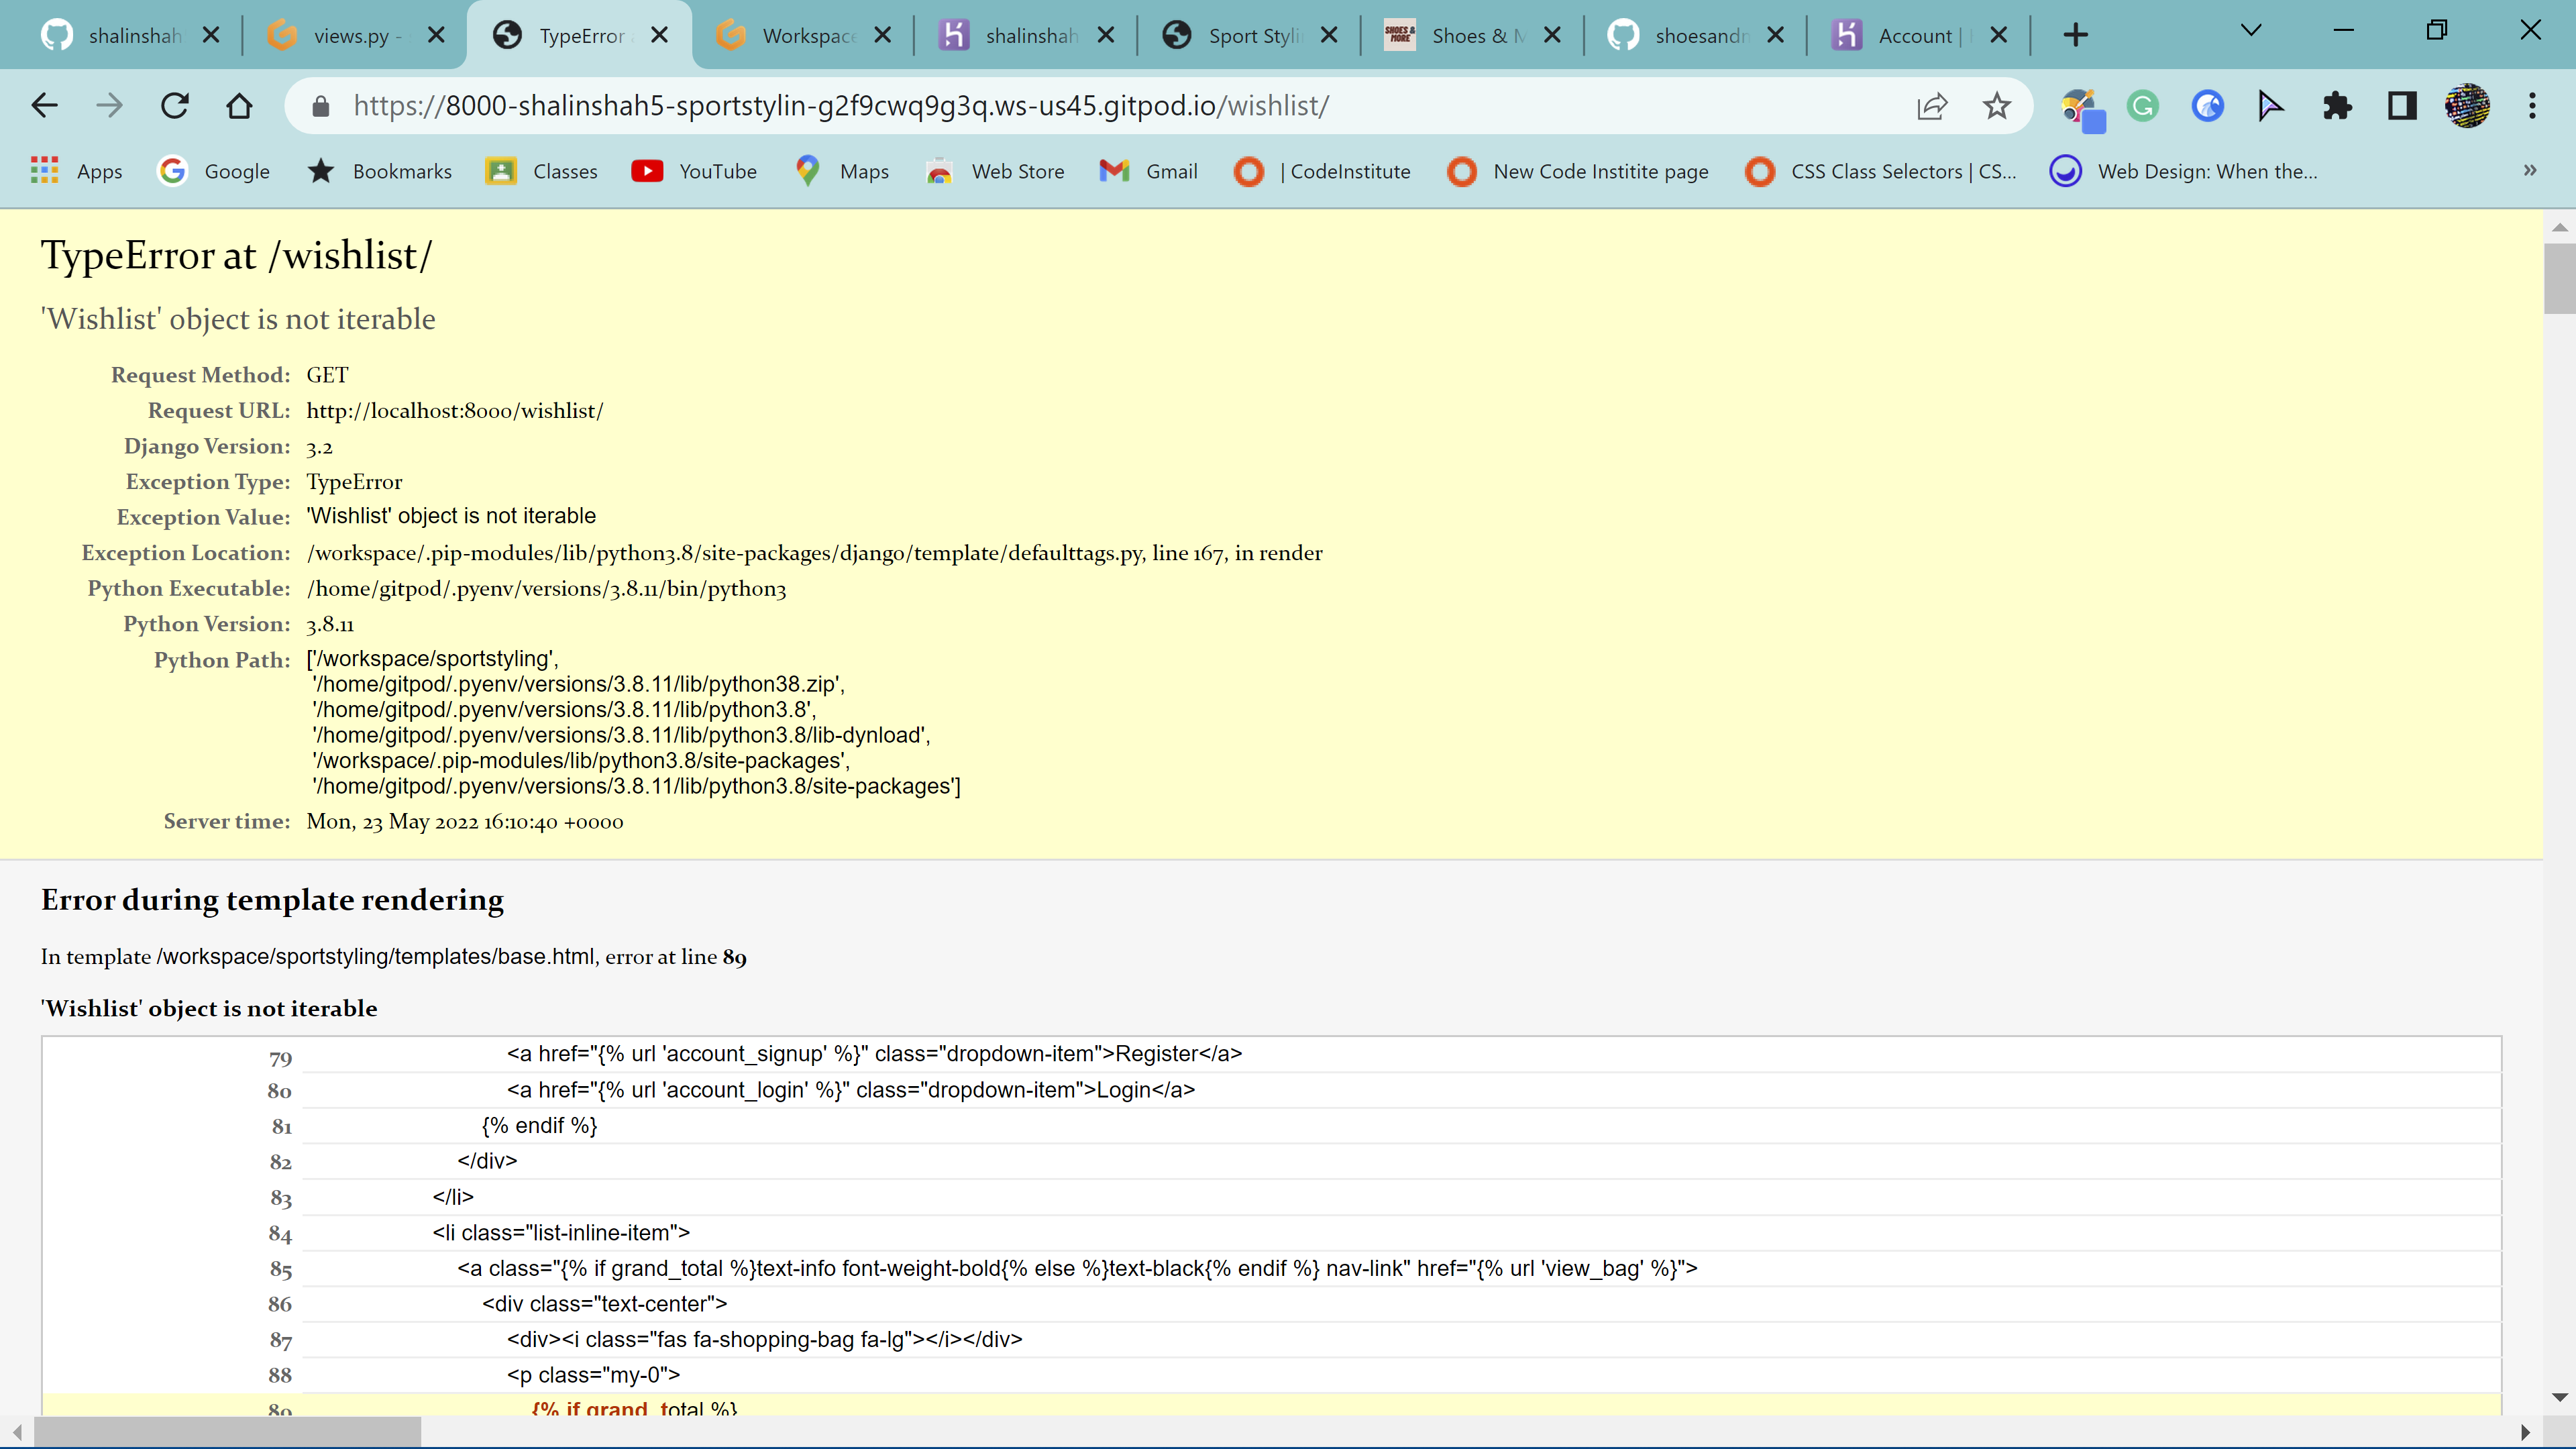 shalinshah
views.py -
TypeError
Workspace
shalinshah
Sport Styli
Shoes & M
shoesandm
Account |
https://8000-shalinshah5-sportstylin-g2f9cwq9g3q.ws-us45.gitpod.io/wishlist/
Apps
Google
Bookmarks
Classes
YouTube
Maps
Web Store
Gmail
| CodeInstitute
New Code Institite page
CSS Class Selectors | CS...
Web Design: When the...
»
TypeError at /wishlist/
'Wishlist' object is not iterable
Request Method: GET
Request URL: http://localhost:8000/wishlist/
Django Version: 3.2
Exception Type: TypeError
Exception Value: 'Wishlist' object is not iterable
Exception Location: /workspace/.pip-modules/lib/python3.8/site-packages/django/template/defaulttags.py, line 167, in render
Python Executable: /home/gitpod/.pyenv/versions/3.8.11/bin/python3
Python Version: 3.8.11
Python Path: ['/workspace/sportstyling',
'/home/gitpod/.pyenv/versions/3.8.11/lib/python38.zip',
'/home/gitpod/.pyenv/versions/3.8.11/lib/python3.8',
'/home/gitpod/.pyenv/versions/3.8.11/lib/python3.8/lib-dynload',
'/workspace/.pip-modules/lib/python3.8/site-packages',
'/home/gitpod/.pyenv/versions/3.8.11/lib/python3.8/site-packages']
Server time: Mon, 23 May 2022 16:10:40 +0000
Error during template rendering
In template /workspace/sportstyling/templates/base.html, error at line 89
'Wishlist' object is not iterable
79 <a href="{% url 'account_signup' %}" class="dropdown-item">Register</a>
80 <a href="{% url 'account_login' %}" class="dropdown-item">Login</a>
81 {% endif %}
82 </div>
83 </li>
84 <li class="list-inline-item">
85 <a class="{% if grand_total %}text-info font-weight-bold{% else %}text-black{% endif %} nav-link" href="{% url 'view_bag' %}">
86 <div class="text-center">
87 <div><i class="fas fa-shopping-bag fa-lg"></i></div>
88 <p class="my-0">
89 {% if grand_total %}